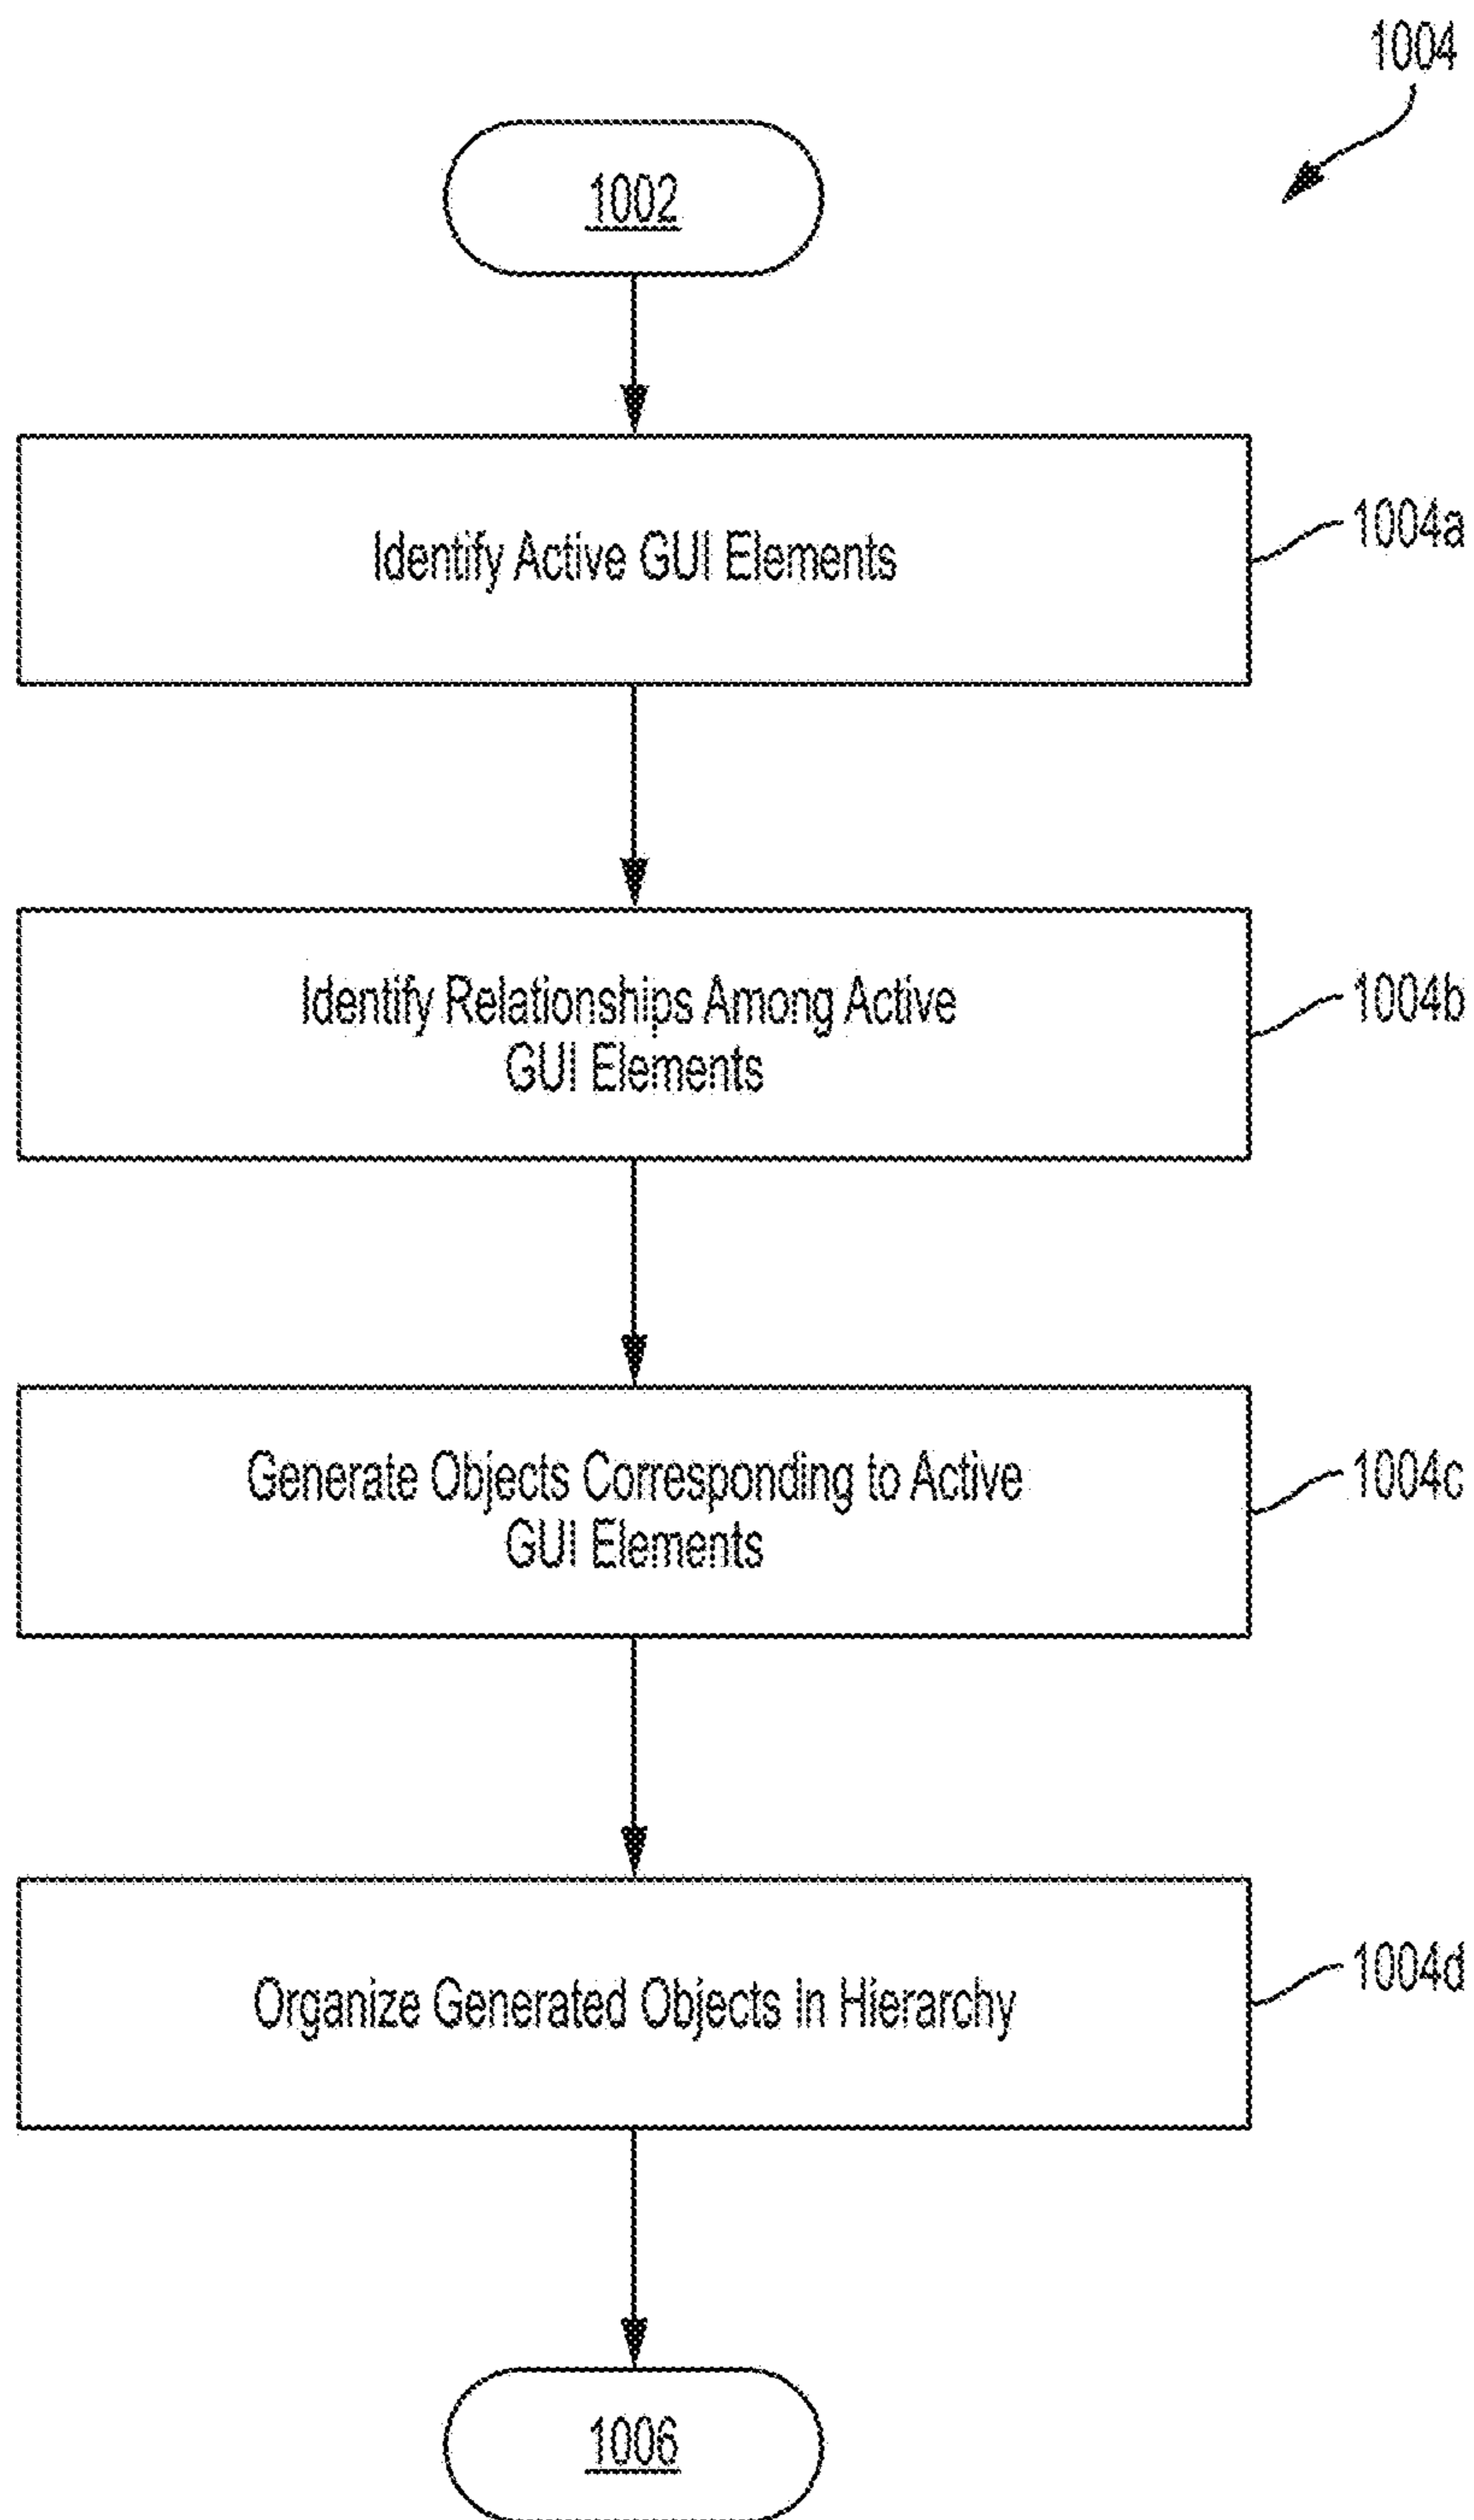 1004
1002
Identify Active GUI Elements
1004a
Identify Relationships Among Active
GUI Elements
1004b
Generate Objects Corresponding to Active
GUI Elements
1004c
Organize Generated Objects In Hierarchy
1004d
1006